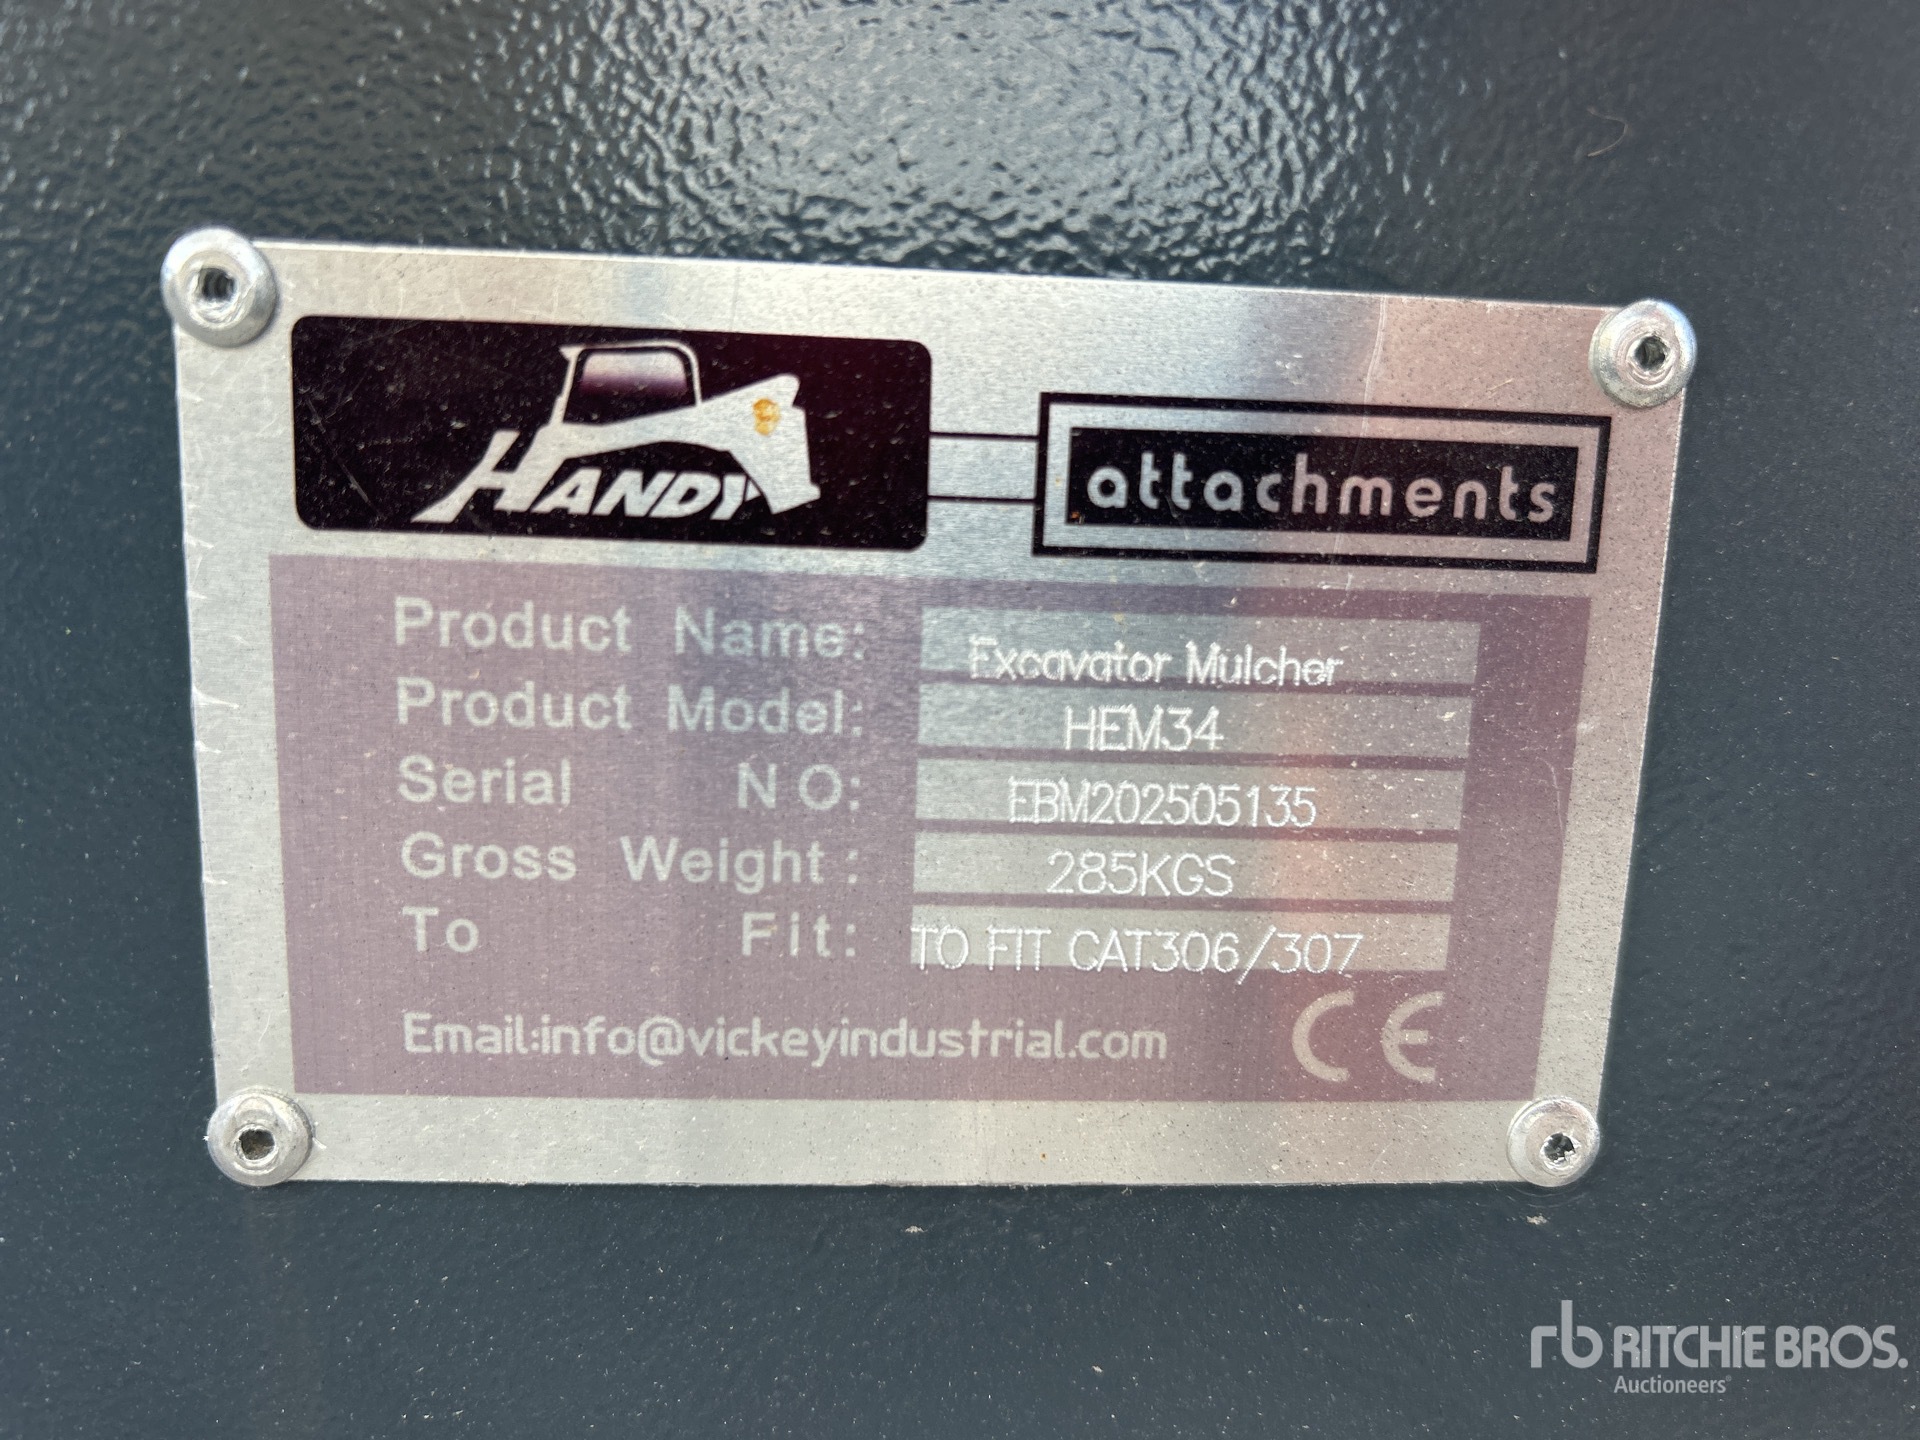 HANDY
attachments
Product Name: Excavator Mulcher
Product Model: HEM34
Serial NO: EBM202505135
Gross Weight: 285KGS
To Fit: TO FIT CAT306/307
Email:info@vickeyindustrial.com CE
rb RITCHIE BROS.
Auctioneers